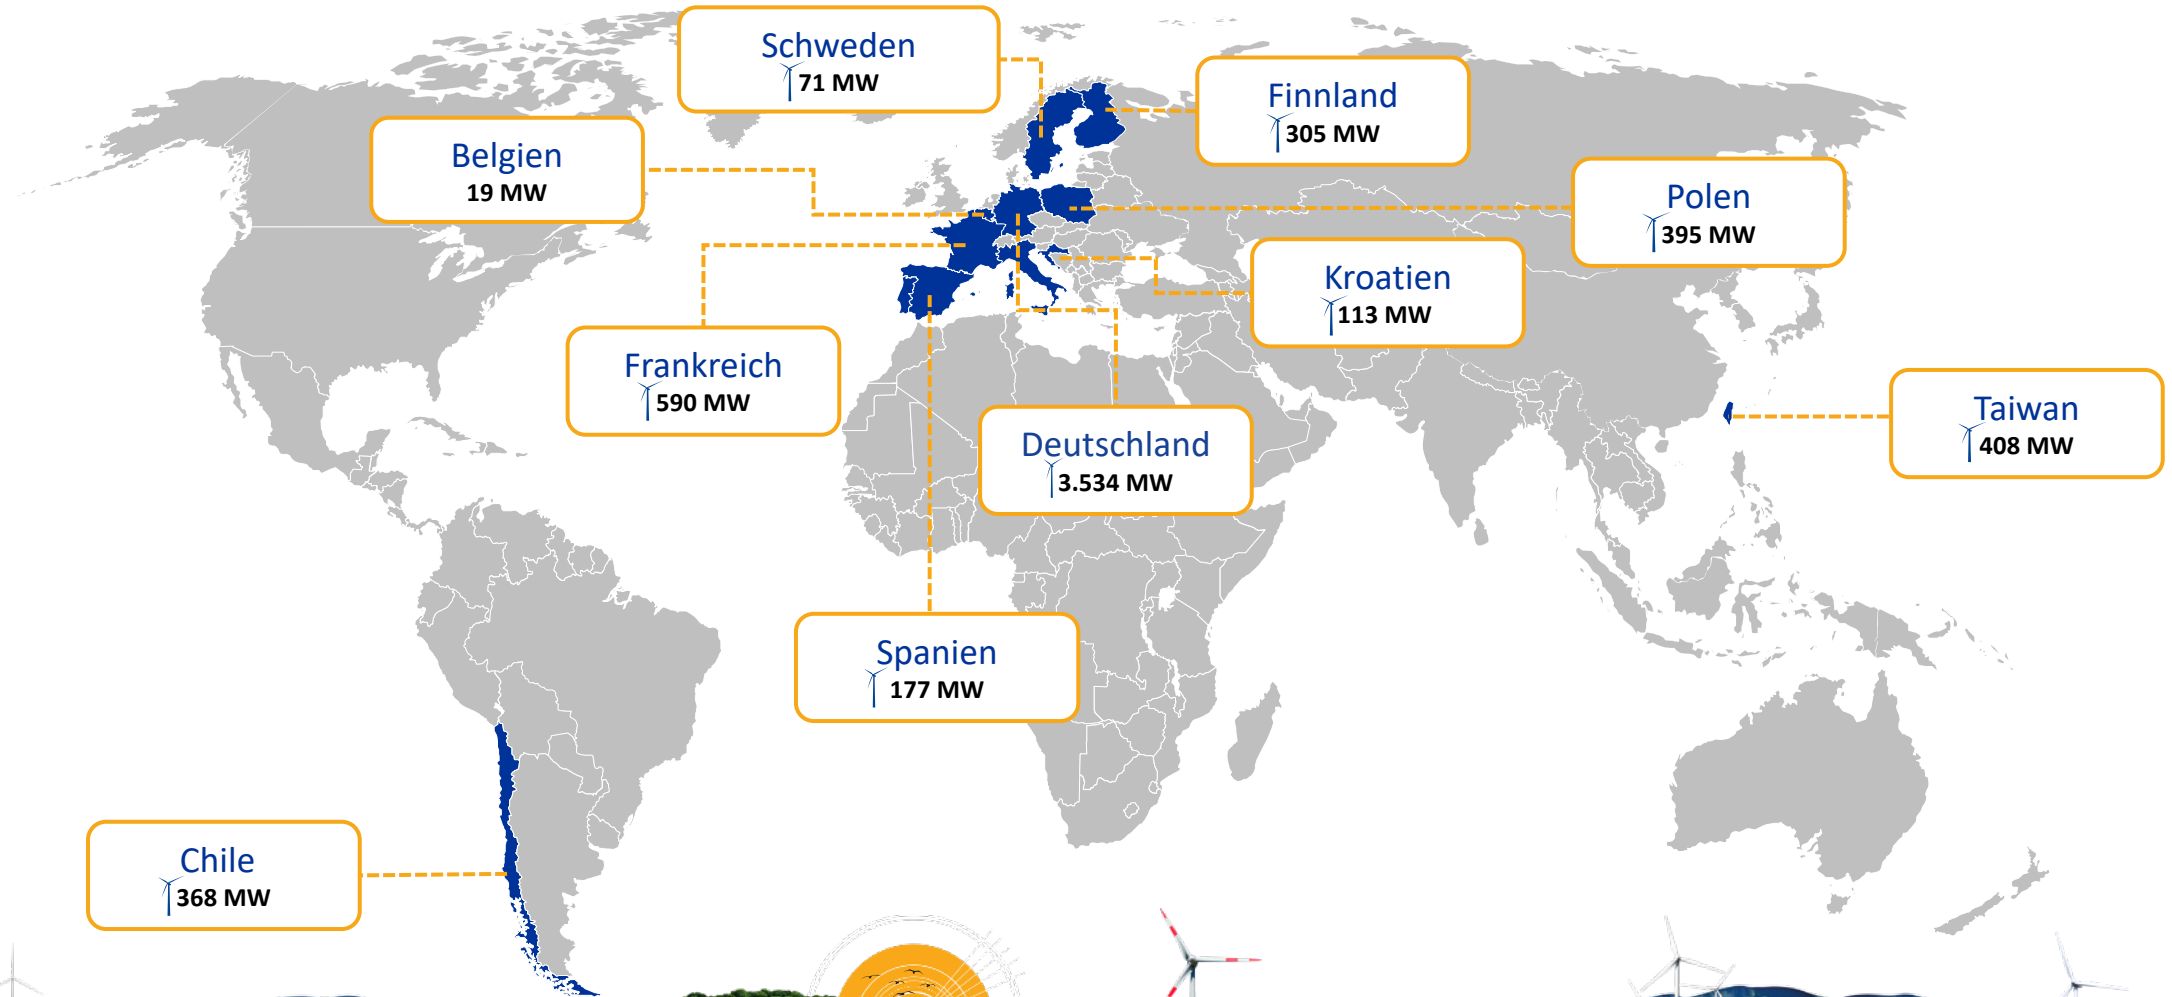 Schweden
71 MW
Finnland
305 MW
Belgien
19 MW
Polen
395 MW
Kroatien
113 MW
Frankreich
590 MW
Taiwan
408 MW
Deutschland
3.534 MW
Spanien
177 MW
Chile
368 MW